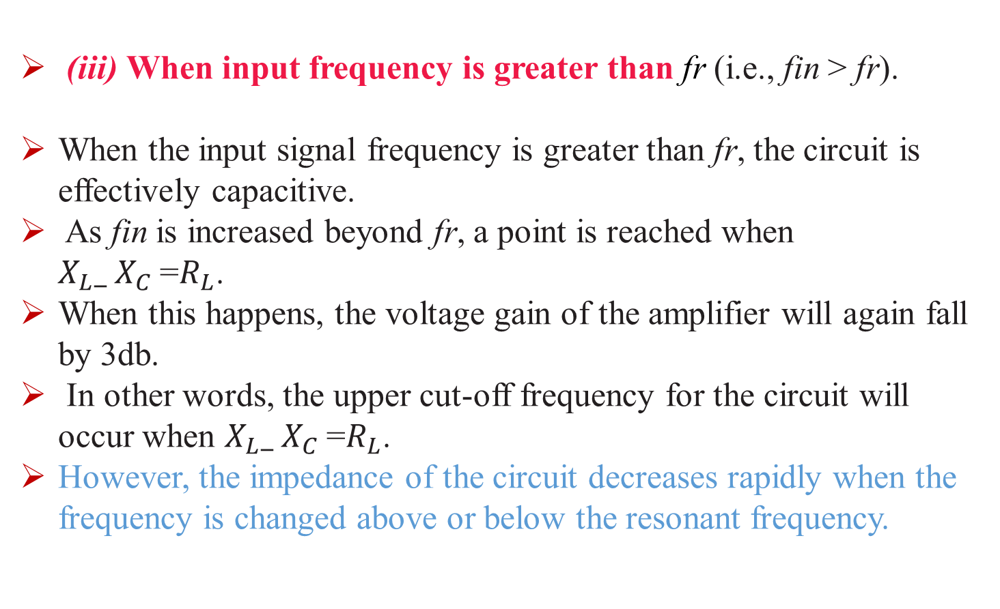 ➢ (iii) When input frequency is greater than fr (i.e., fin > fr).
➢ When the input signal frequency is greater than fr, the circuit is
effectively capacitive.
➢ As fin is increased beyond fr, a point is reached when
X_{L−} X_C =R_L.
➢ When this happens, the voltage gain of the amplifier will again fall
by 3db.
➢ In other words, the upper cut-off frequency for the circuit will
occur when X_{L−} X_C =R_L.
➢ However, the impedance of the circuit decreases rapidly when the
frequency is changed above or below the resonant frequency.